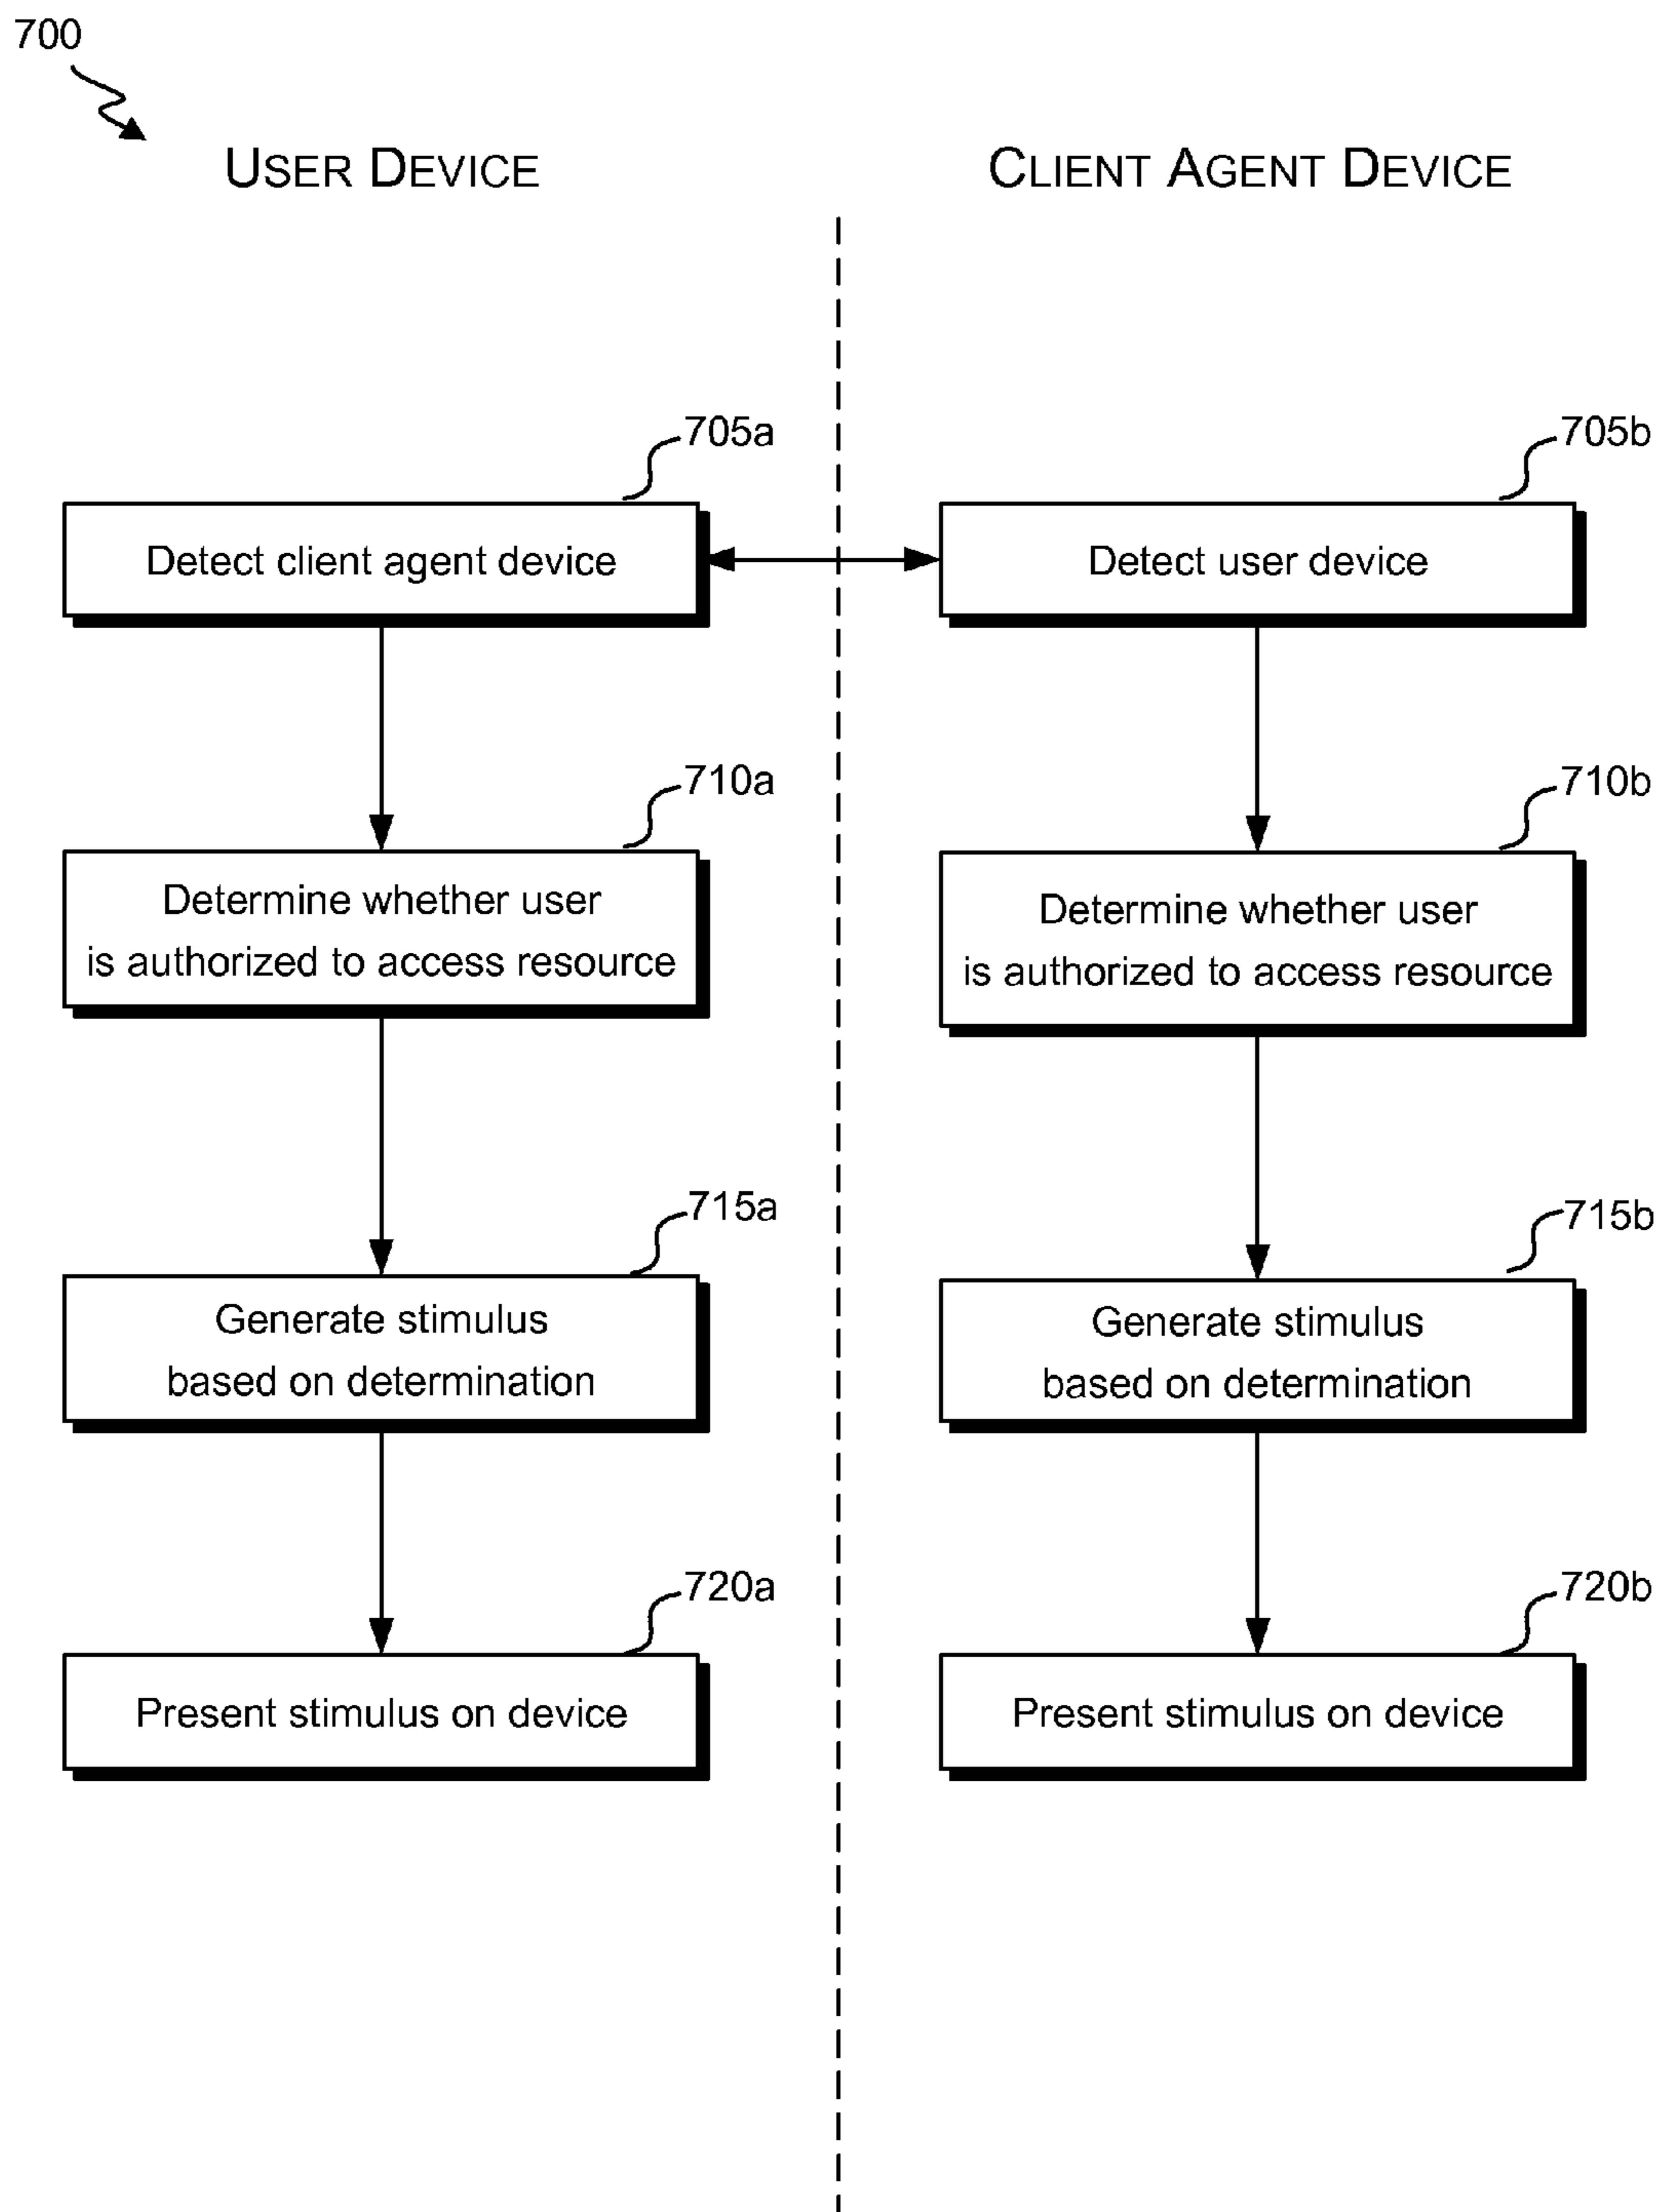 700
USER DEVICE
CLIENT AGENT DEVICE
705a
705b
Detect client agent device
Detect user device
710a
710b
Determine whether user
is authorized to access resource
Determine whether user
is authorized to access resource
715a
715b
Generate stimulus
based on determination
Generate stimulus
based on determination
720a
720b
Present stimulus on device
Present stimulus on device